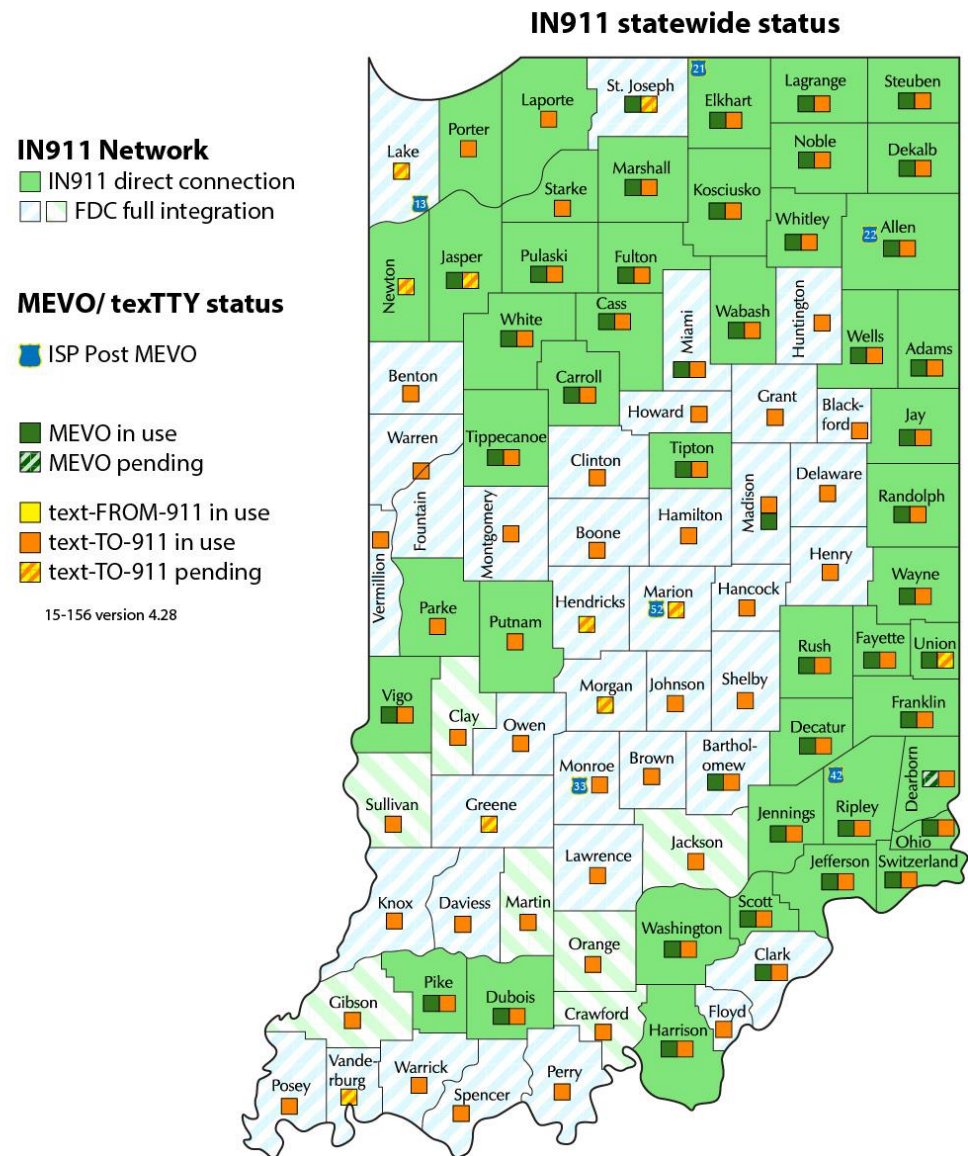 IN911 statewide status
IN911 Network
IN911 direct connection
FDC full integration
MEVO/ texTTY status
ISP Post MEVO
MEVO in use
MEVO pending
text-FROM-911 in use
text-TO-911 in use
text-TO-911 pending
15-156 version 4.28
Lake
13
Porter
Laporte
St. Joseph
21
Elkhart
Lagrange
Steuben
Noble
Dekalb
Starke
Marshall
Kosciusko
Whitley
22
Allen
Newton
Jasper
Pulaski
Fulton
White
Cass
Miami
Wabash
Huntington
Wells
Adams
Benton
Carroll
Howard
Grant
Black-
ford
Jay
Warren
Tippecanoe
Clinton
Tipton
Madison
Delaware
Randolph
Fountain
Montgomery
Boone
Hamilton
Henry
Vermillion
Parke
Putnam
Hendricks
Marion
52
Hancock
Wayne
Rush
Fayette
Union
Vigo
Clay
Owen
Morgan
Johnson
Shelby
Franklin
Decatur
Sullivan
Greene
Monroe
33
Brown
Barthol-
omew
42
Dearborn
Jennings
Ripley
Ohio
Lawrence
Jackson
Jefferson
Switzerland
Knox
Daviess
Martin
Scott
Orange
Washington
Clark
Gibson
Pike
Dubois
Crawford
Harrison
Floyd
Posey
Vande-
rburg
Warrick
Spencer
Perry